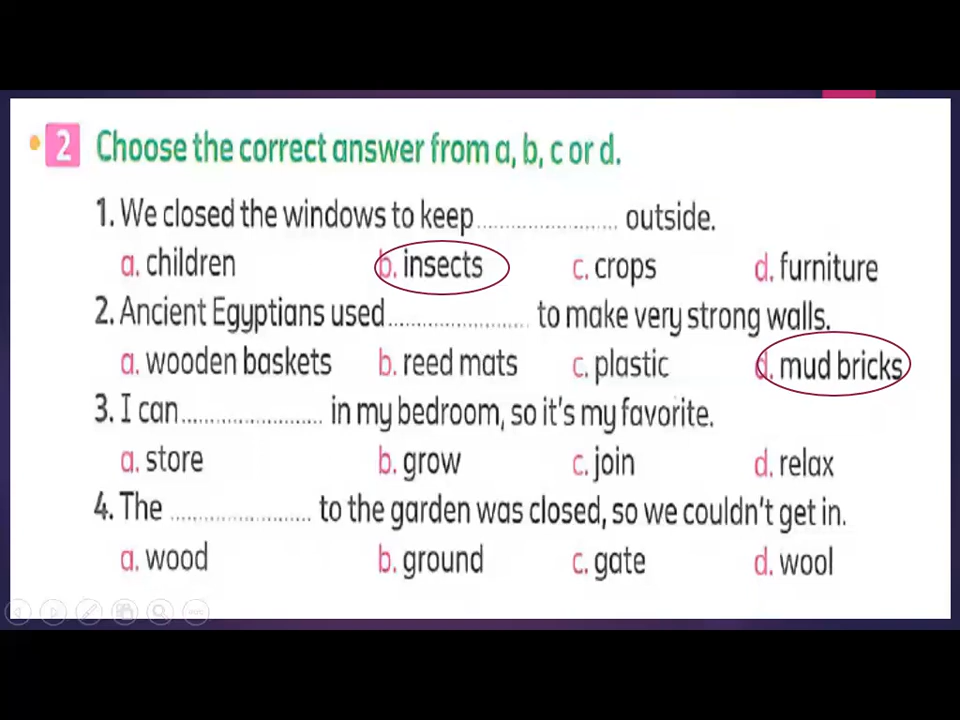 2 Choose the correct answer from a, b, c or d.
1. We closed the windows to keep ........................ outside.
a. children b. insects c. crops d. furniture
2. Ancient Egyptians used ........................ to make very strong walls.
a. wooden baskets b. reed mats c. plastic d. mud bricks
3. I can ........................ in my bedroom, so it's my favorite.
a. store b. grow c. join d. relax
4. The ........................ to the garden was closed, so we couldn't get in.
a. wood b. ground c. gate d. wool